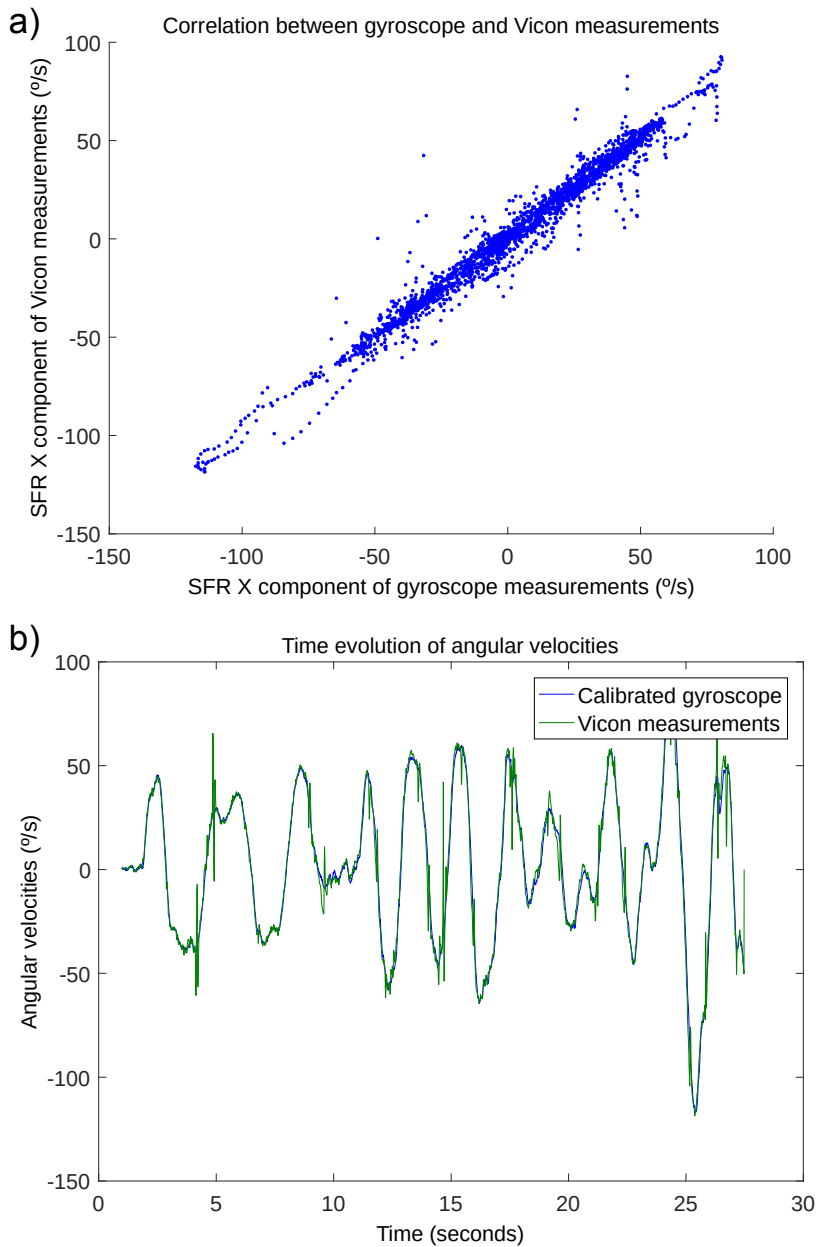 a)
Correlation between gyroscope and Vicon measurements
100
50
0
-50
-100
-150
SFR X component of Vicon measurements (º/s)
-150
-100
-50
0
50
100
SFR X component of gyroscope measurements (º/s)
b)
Time evolution of angular velocities
100
50
0
-50
-100
-150
Angular velocities (º/s)
Calibrated gyroscope
Vicon measurements
0
5
10
15
20
25
30
Time (seconds)